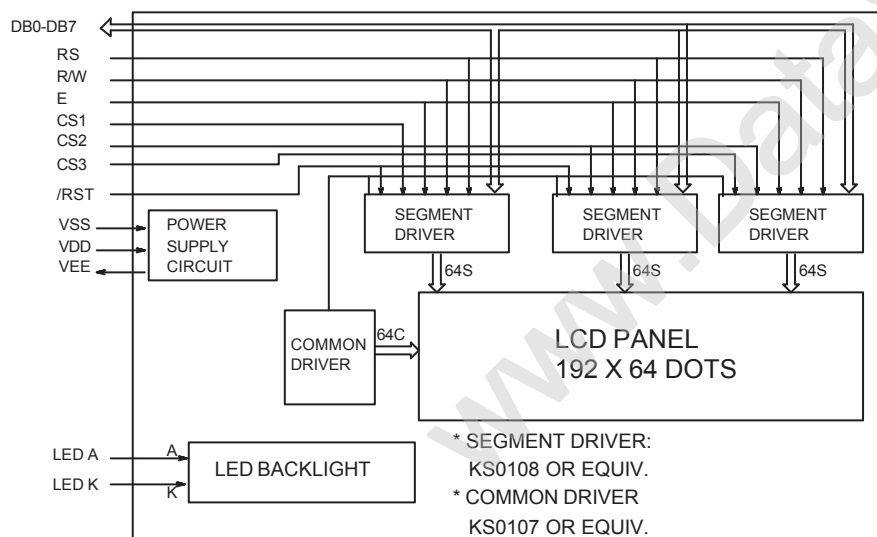 DB0-DB7
RS
R/W
E
CS1
CS2
CS3
/RST
VSS
VDD
VEE
POWER
SUPPLY
CIRCUIT
SEGMENT
DRIVER
SEGMENT
DRIVER
SEGMENT
DRIVER
64S
64S
64S
COMMON
DRIVER
64C
LCD PANEL
192 X 64 DOTS
LED A
A
LED K
K
LED BACKLIGHT
* SEGMENT DRIVER:
KS0108 OR EQUIV.
* COMMON DRIVER
KS0107 OR EQUIV.
www.Data